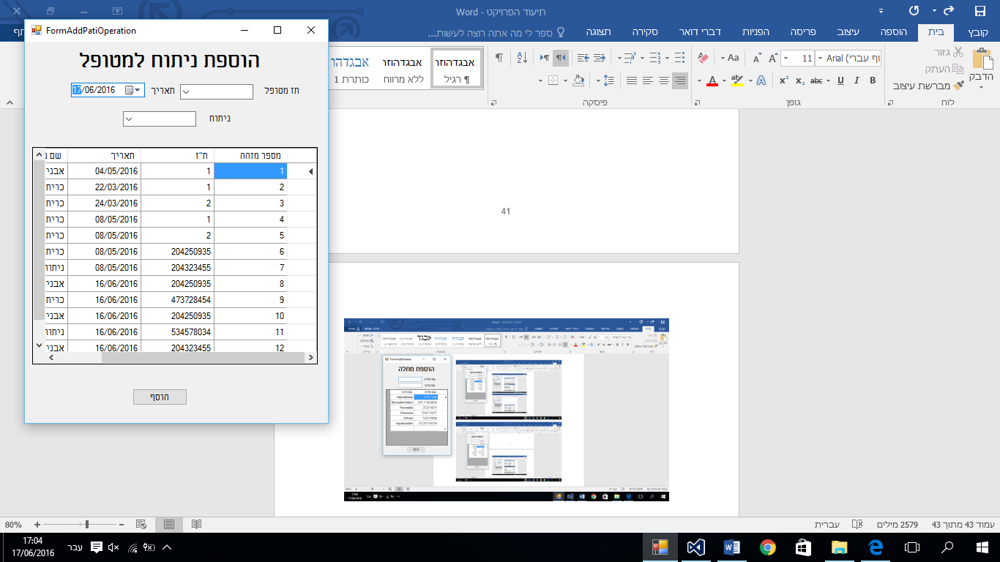 תיעוד הפרויקט - Word
קובץ בית הוספה עיצוב פריסה הפניות דברי דואר סקירה תצוגה ספר לי מה אתה רוצה לעשות...
הדבק גזור העתק מברשת עיצוב
Arial 11 Aa
B I U abc x₂ x² A
אבגדהוזר אבגדהוזר
¶ רגיל ללא מרווח כותרת 1
לוח גופן פיסקה
FormAddPatiOperation
הוספת ניתוח למטופל
תז מטופל תאריך 17/06/2016
ניתוח
מספר מזהה ת"ז תאריך
1 1 04/05/2016 אבני
2 1 22/03/2016 כרית
3 2 24/03/2016 כרית
4 1 08/05/2016 כרית
5 2 08/05/2016 כרית
6 204250935 08/05/2016 כרית
7 204323455 08/05/2016 ניתוח
8 204250935 16/06/2016 אבני
9 473728454 16/06/2016 כרית
10 204250935 16/06/2016 אבני
11 534578034 16/06/2016 ניתוח
12 204323455 16/06/2016 אבני
הוסף
41
FormAddDisease
הוספת מחלה
הוסף
עמוד 43 מתוך 43 2579 מילים עברית
80%
17:04
17/06/2016
עבר